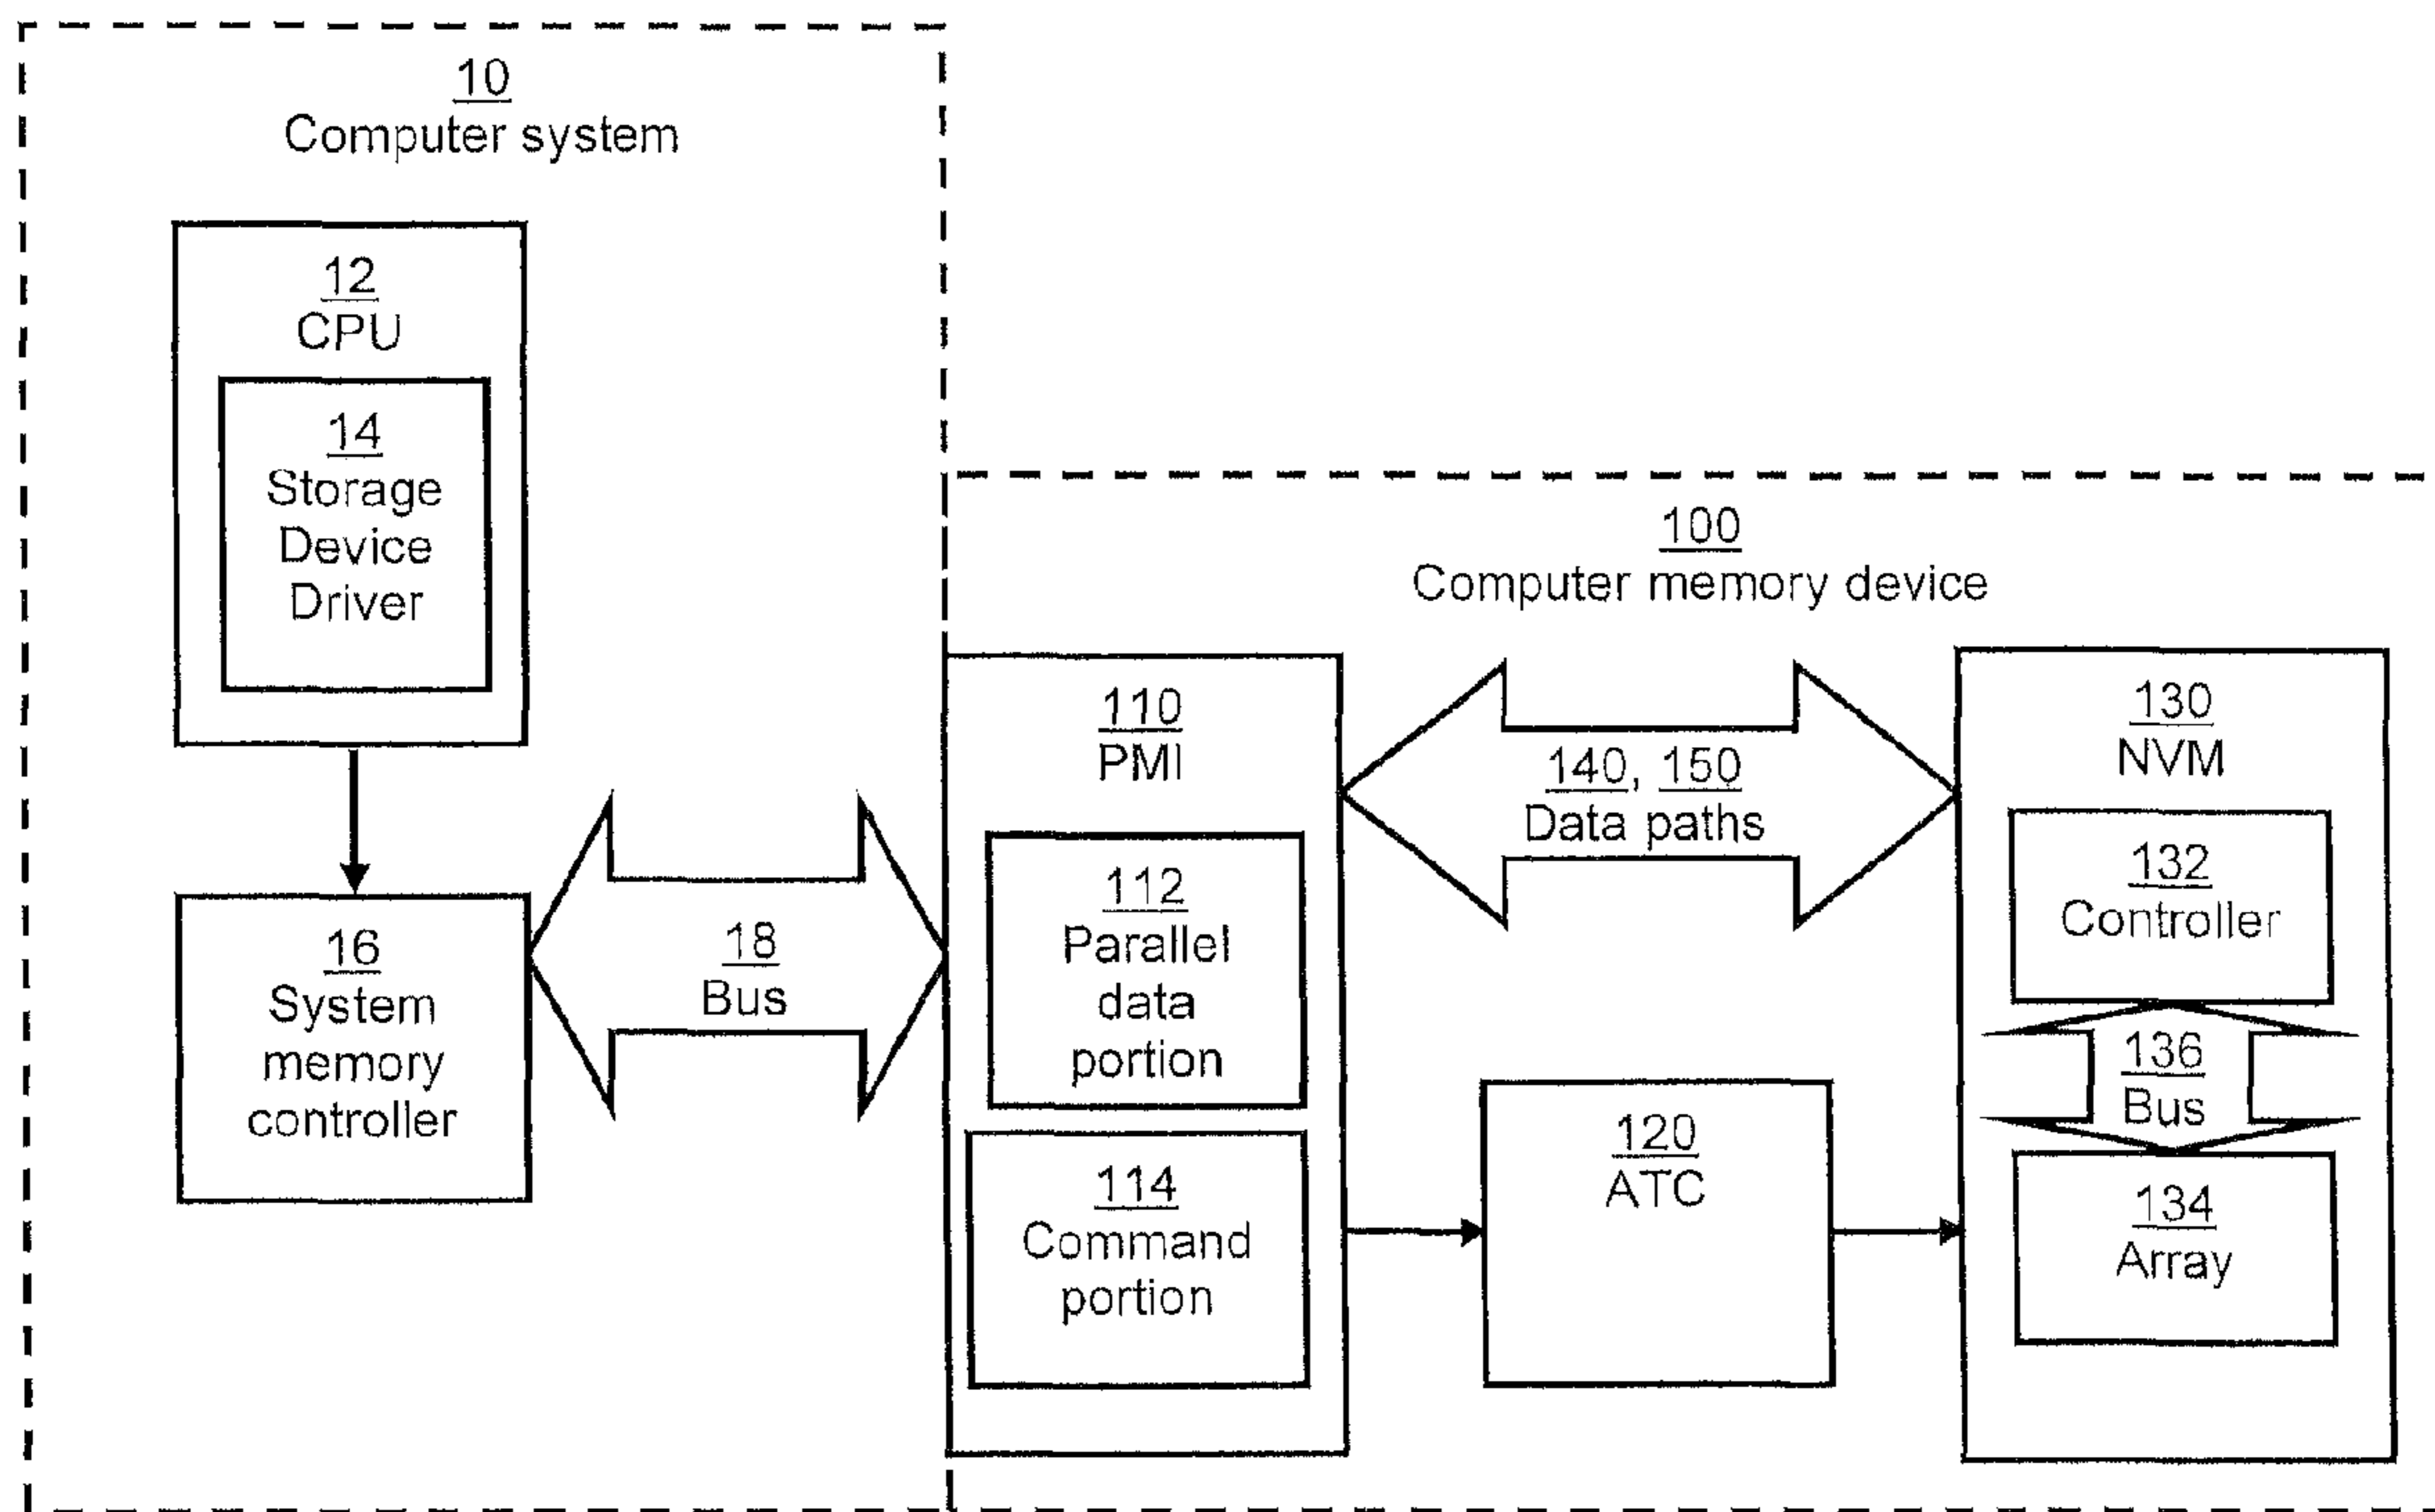 10
Computer system
12
CPU
14
Storage
Device
Driver
16
System
memory
controller
18
Bus
100
Computer memory device
110
PMI
112
Parallel
data
portion
114
Command
portion
140, 150
Data paths
120
ATC
130
NVM
132
Controller
136
Bus
134
Array